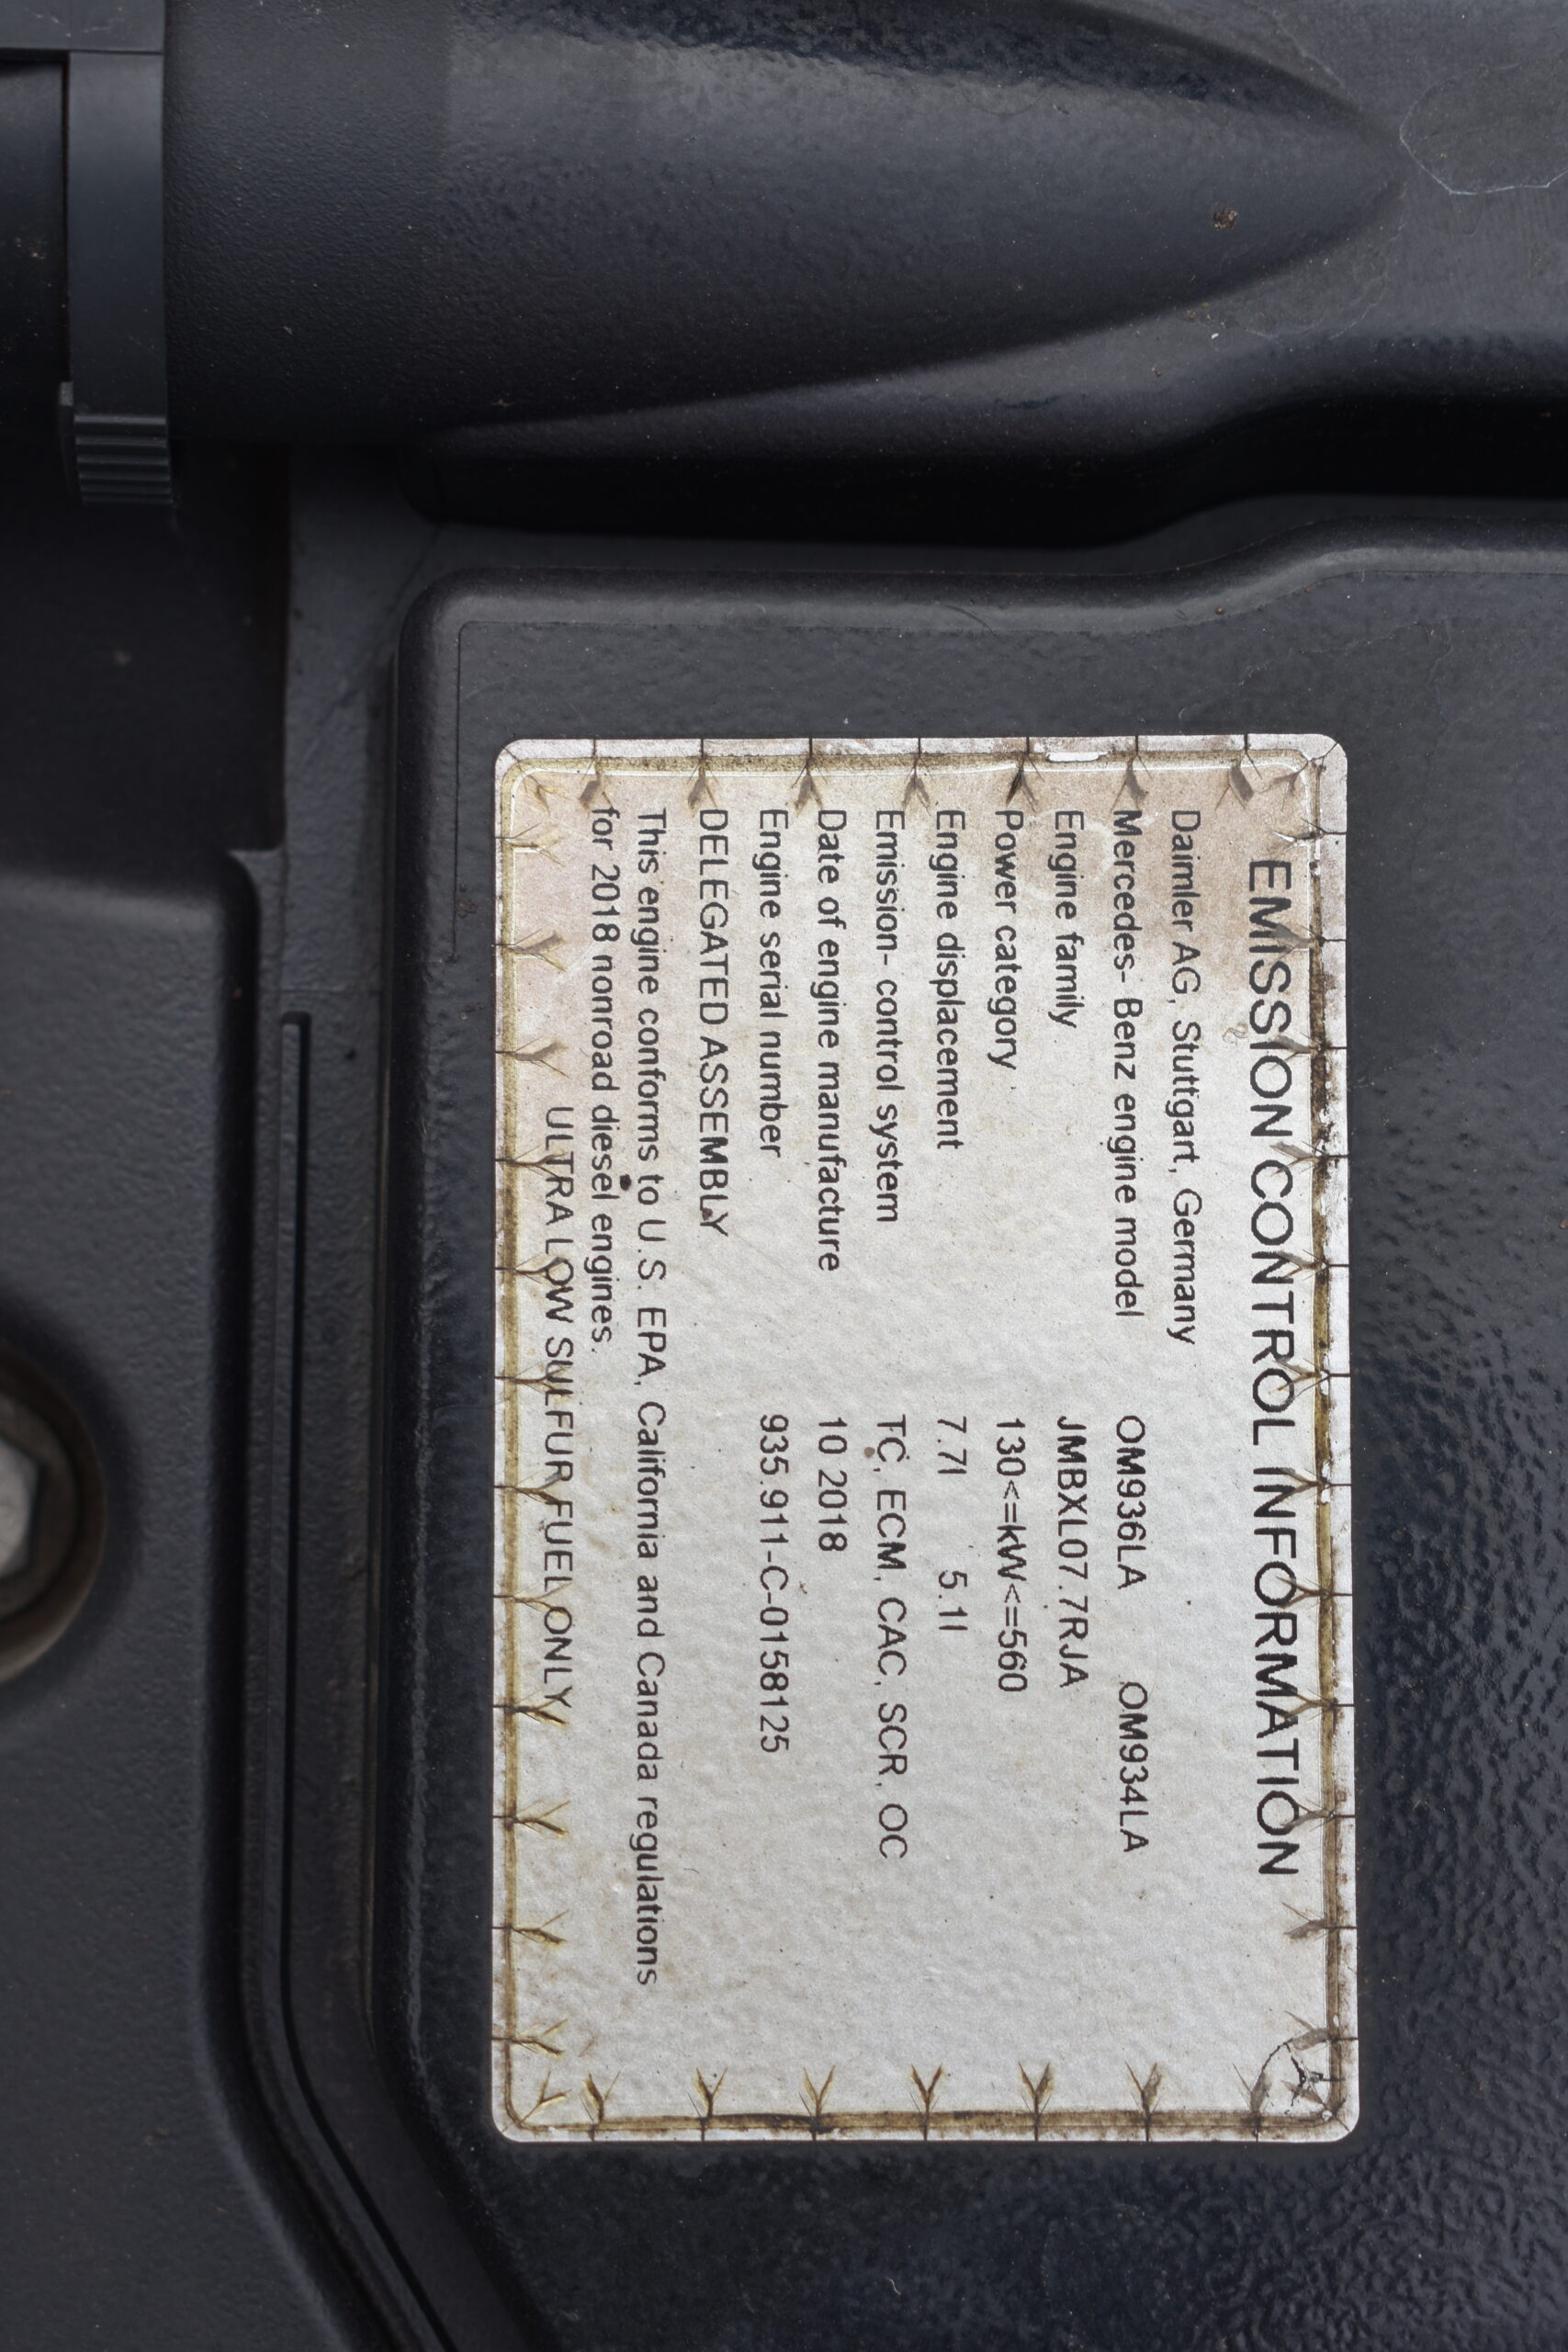 EMISSION CONTROL INFORMATION
Daimler AG, Stuttgart, Germany
Mercedes- Benz engine model OM936LA OM934LA
Engine family JMBXL07.7RJA
Power category 130<=kW<=560
Engine displacement 7.7l 5.1l
Emission- control system TC, ECM, CAC, SCR, OC
Date of engine manufacture 10 2018
Engine serial number 935.911-C-0158125
DELEGATED ASSEMBLY
This engine conforms to U.S. EPA, California and Canada regulations
for 2018 nonroad diesel engines.
ULTRA LOW SULFUR FUEL ONLY